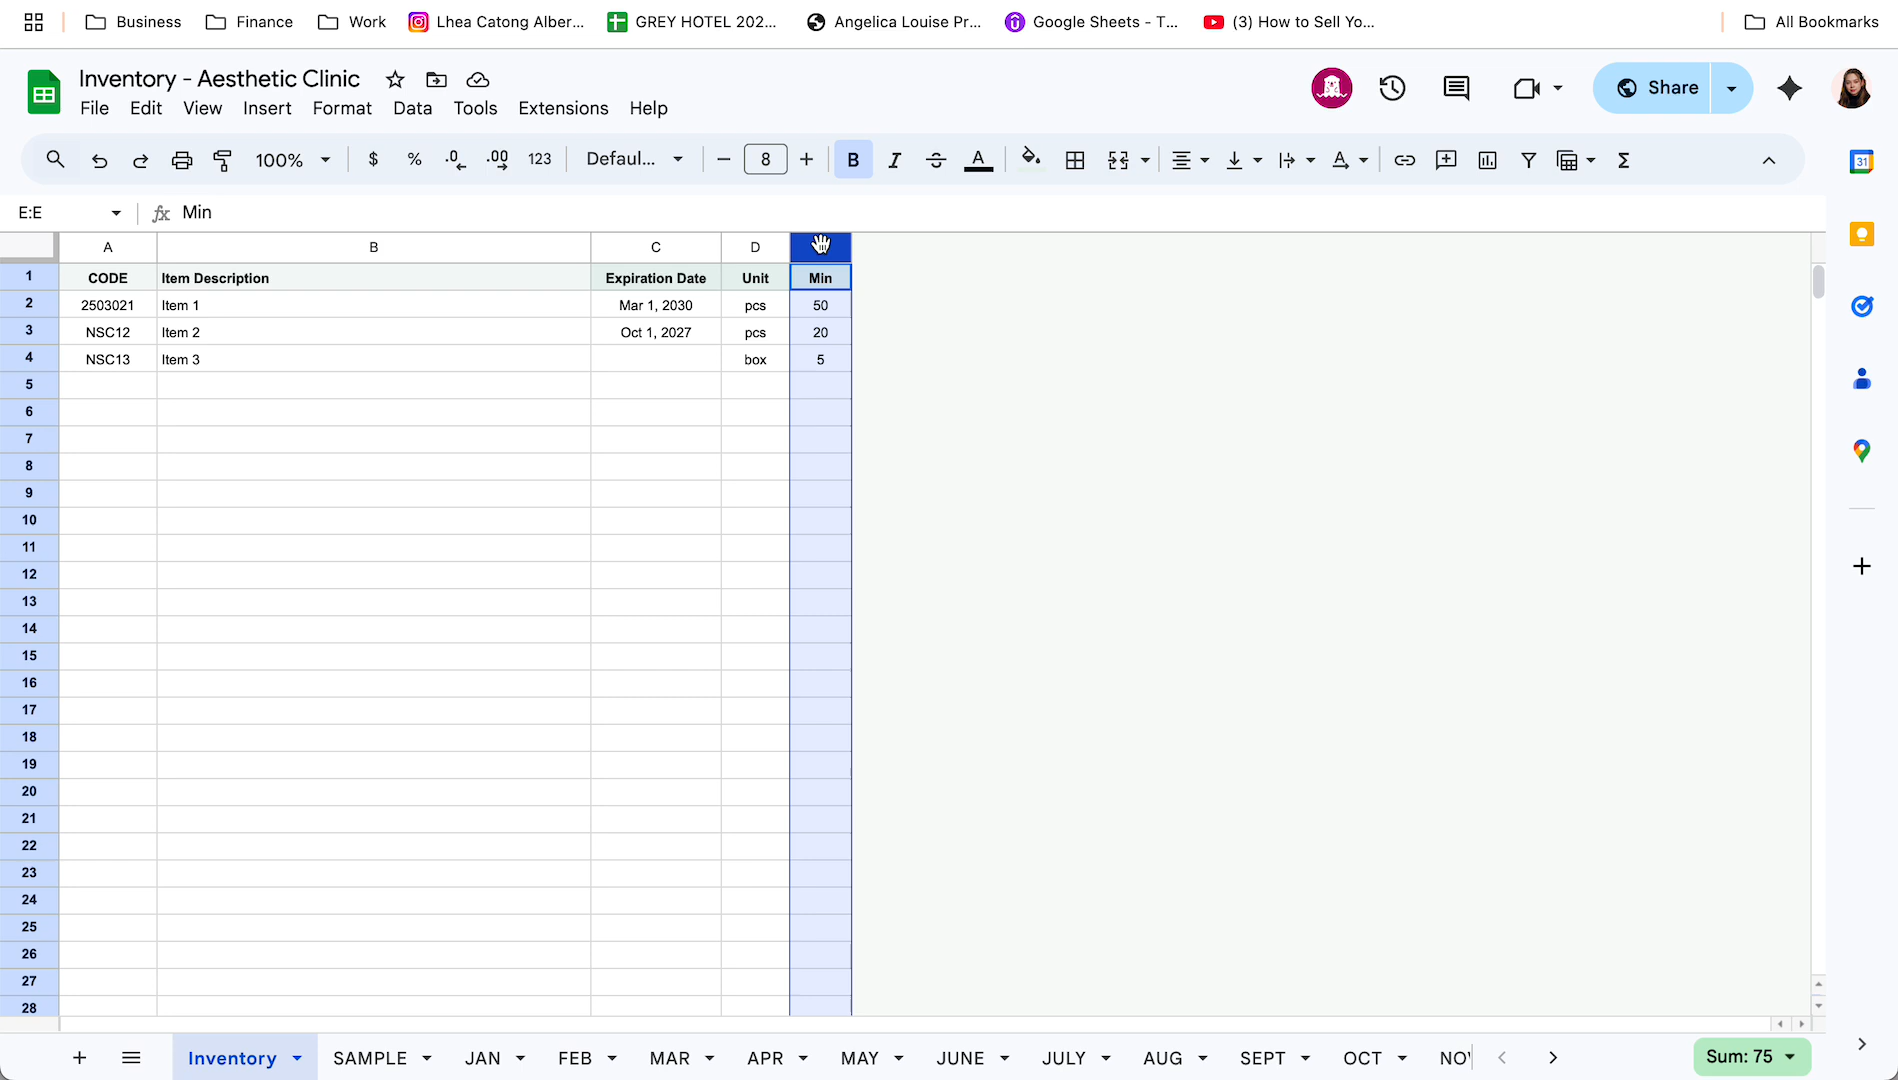 Business Finance Work Lhea Catong Alber... GREY HOTEL 202... Angelica Louise Pr... Google Sheets - T... (3) How to Sell Yo... All Bookmarks
Inventory - Aesthetic Clinic
File Edit View Insert Format Data Tools Extensions Help
Share
100% $ % .0 .00 123 Defaul... 8 B I A
E:E fx Min
A B C D
1 CODE Item Description Expiration Date Unit Min
2 2503021 Item 1 Mar 1, 2030 pcs 50
3 NSC12 Item 2 Oct 1, 2027 pcs 20
4 NSC13 Item 3 box 5
5
6
7
8
9
10
11
12
13
14
15
16
17
18
19
20
21
22
23
24
25
26
27
28
Inventory SAMPLE JAN FEB MAR APR MAY JUNE JULY AUG SEPT OCT Sum: 75
31